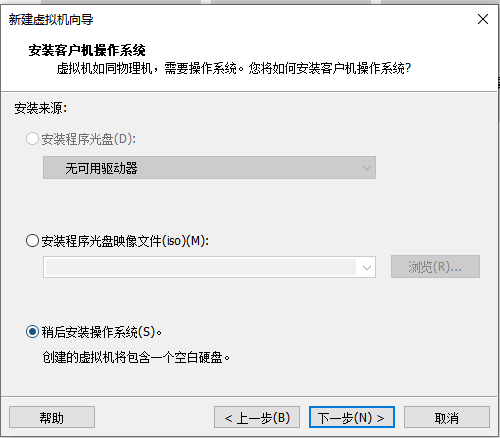 新建虚拟机向导
安装客户机操作系统
虚拟机如同物理机，需要操作系统。您将如何安装客户机操作系统?
安装来源:
安装程序光盘(D):
无可用驱动器
安装程序光盘映像文件(iso)(M):
浏览(R)...
稍后安装操作系统(S)。
创建的虚拟机将包含一个空白硬盘。
帮助
< 上一步(B)
下一步(N) >
取消